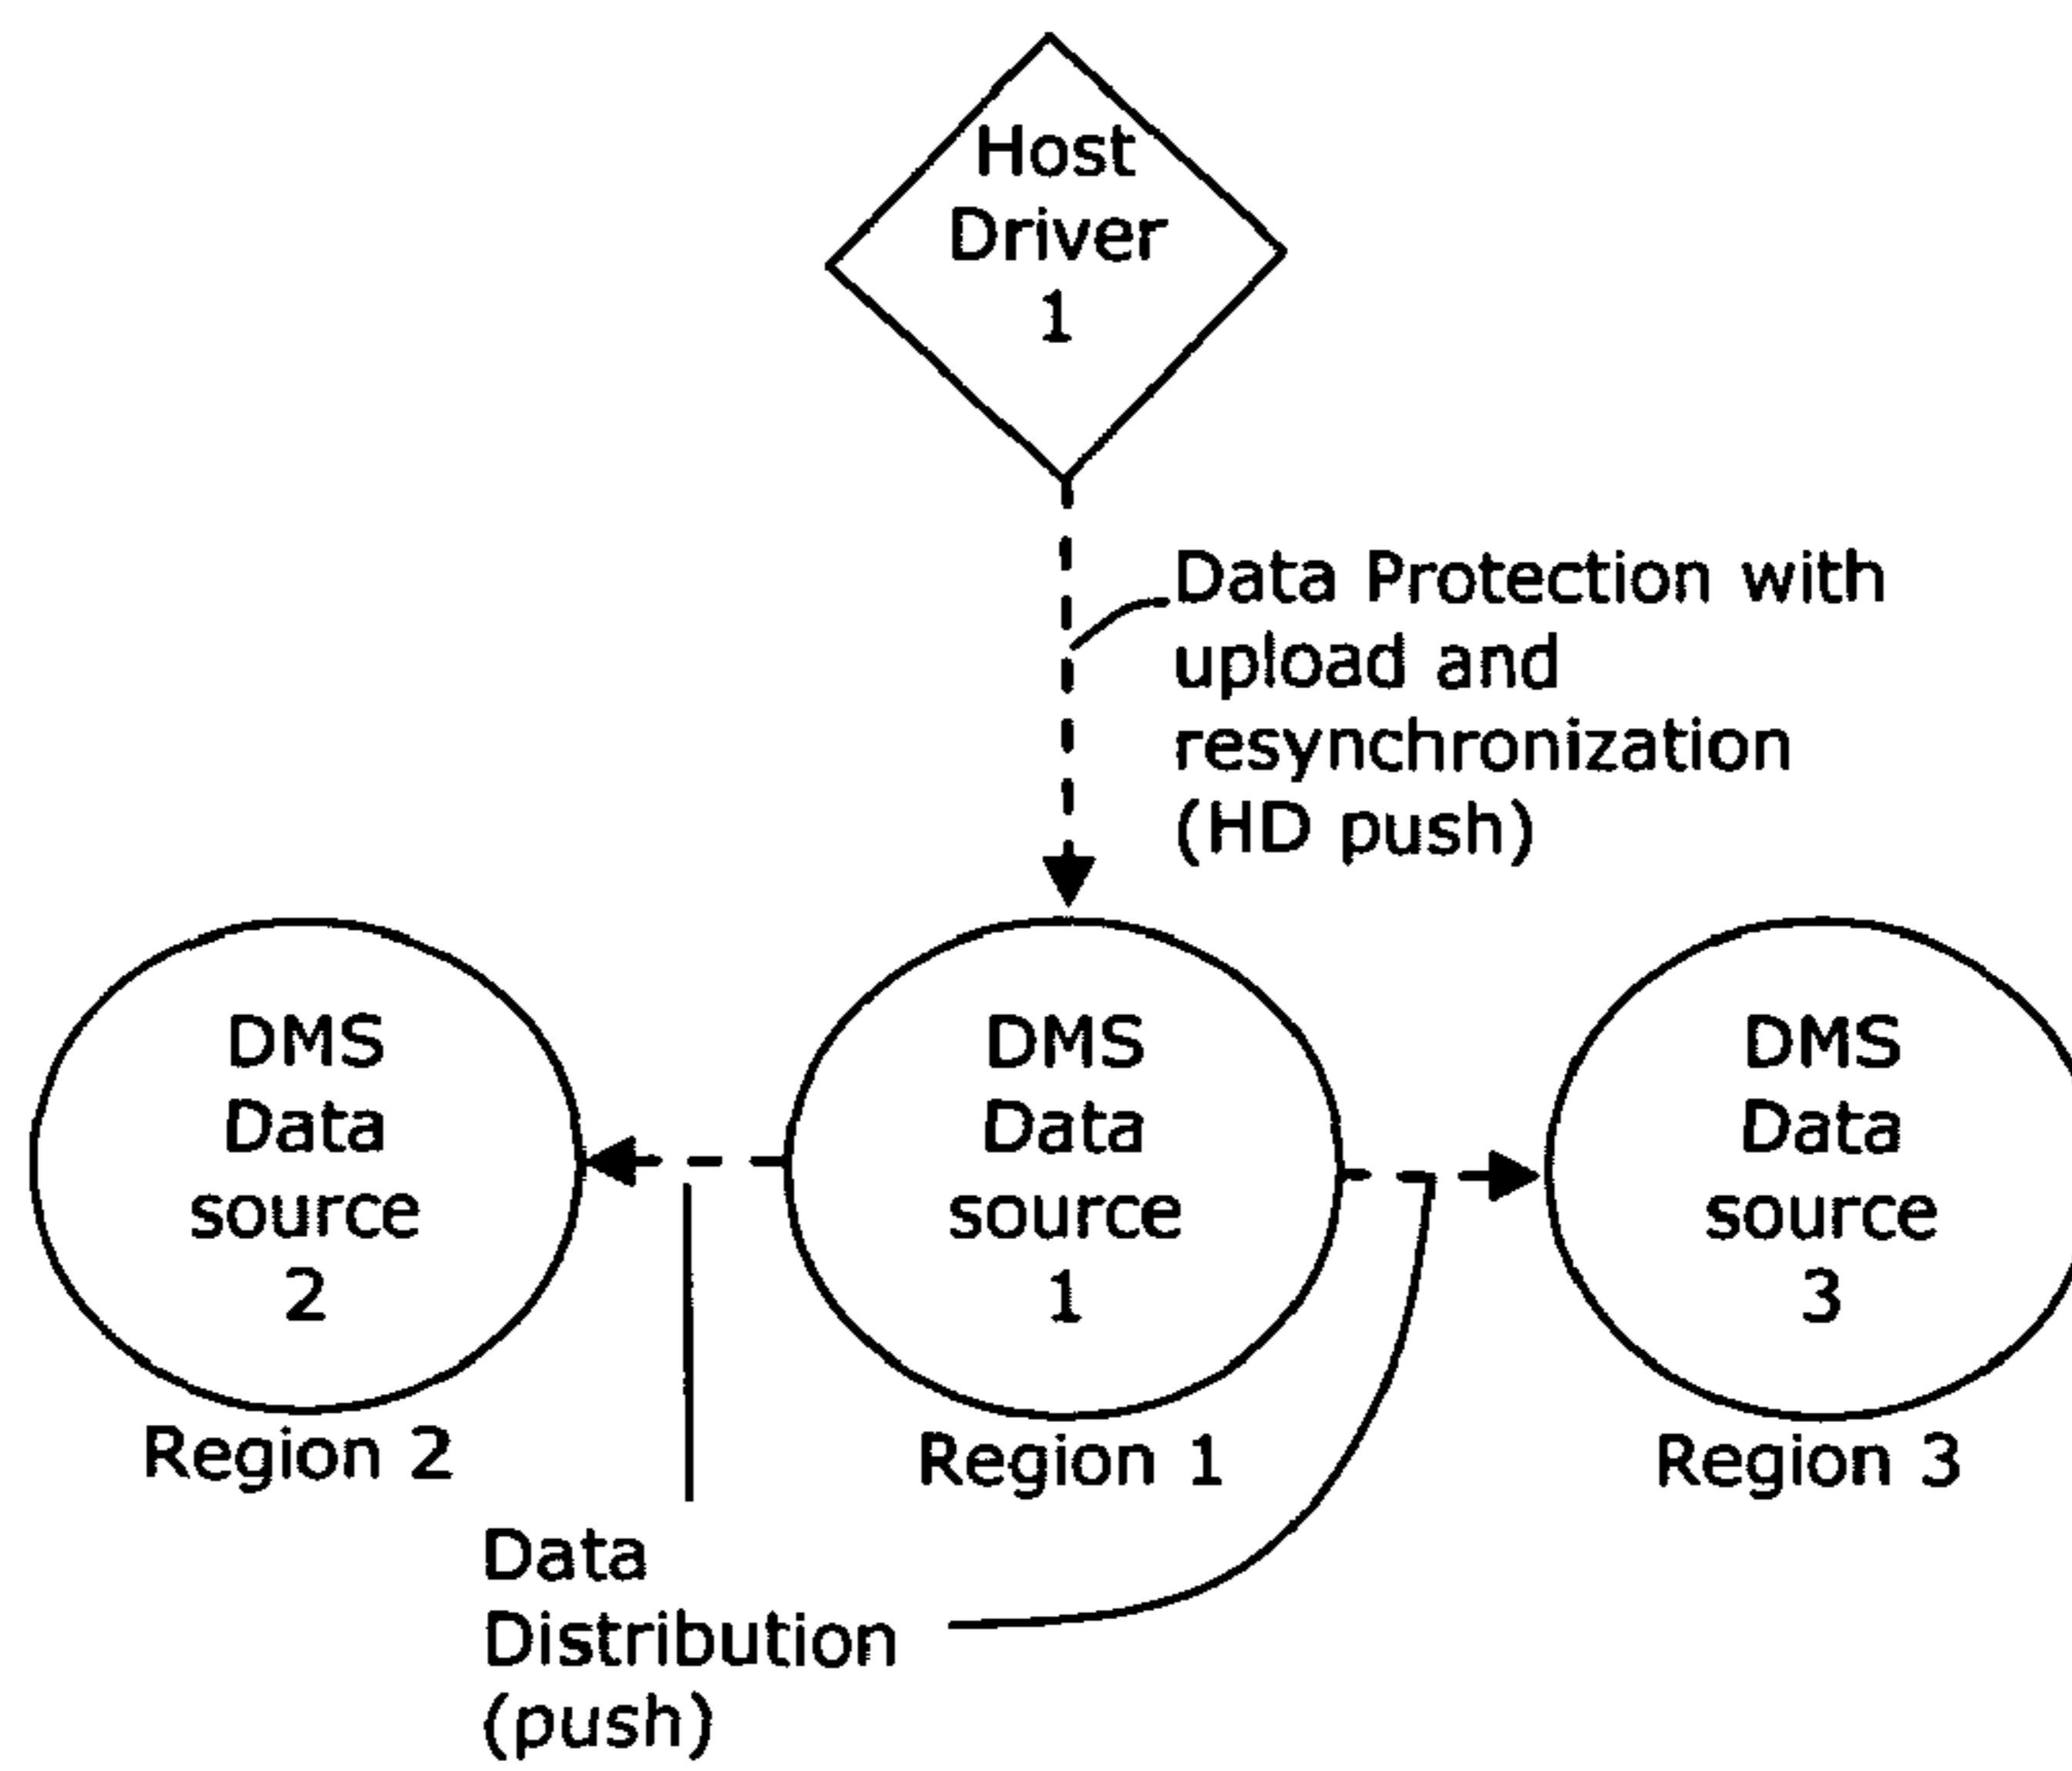 Host
Driver
1
Data Protection with
upload and
resynchronization
(HD push)
DMS
Data
source
2
DMS
Data
source
1
DMS
Data
source
3
Region 2
Region 1
Region 3
Data
Distribution
(push)